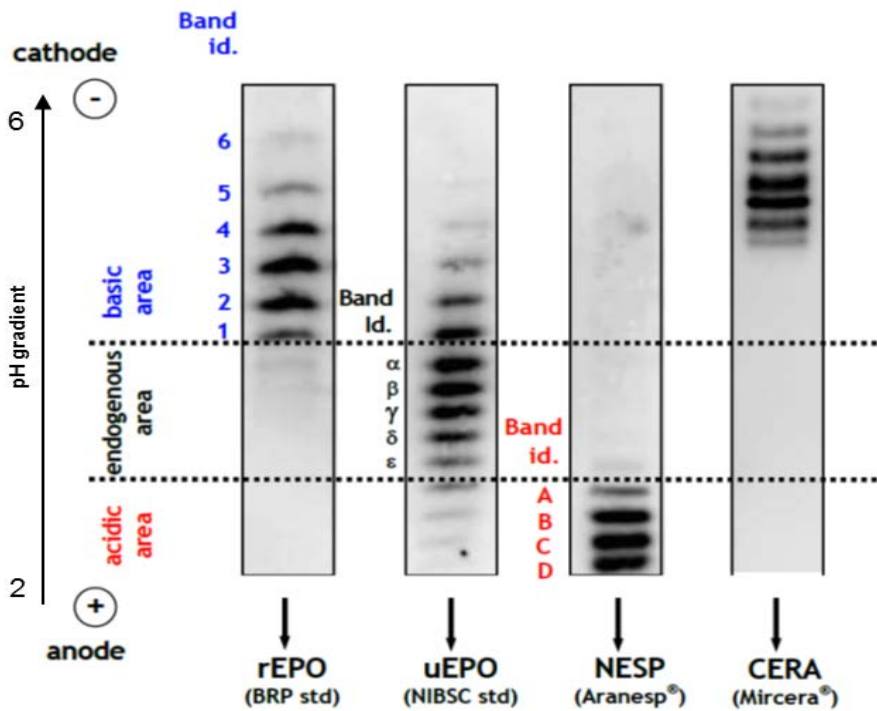 Band
id.
cathode
-
6
6
5
4
3
2
1
basic
area
Band
Id.
pH gradient
α
β
γ
δ
ε
endogenous
area
Band
id.
A
B
C
D
acidic
area
2
+
anode
rEPO
(BRP std)
uEPO
(NIBSC std)
NESP
(Aranesp®)
CERA
(Mircera®)